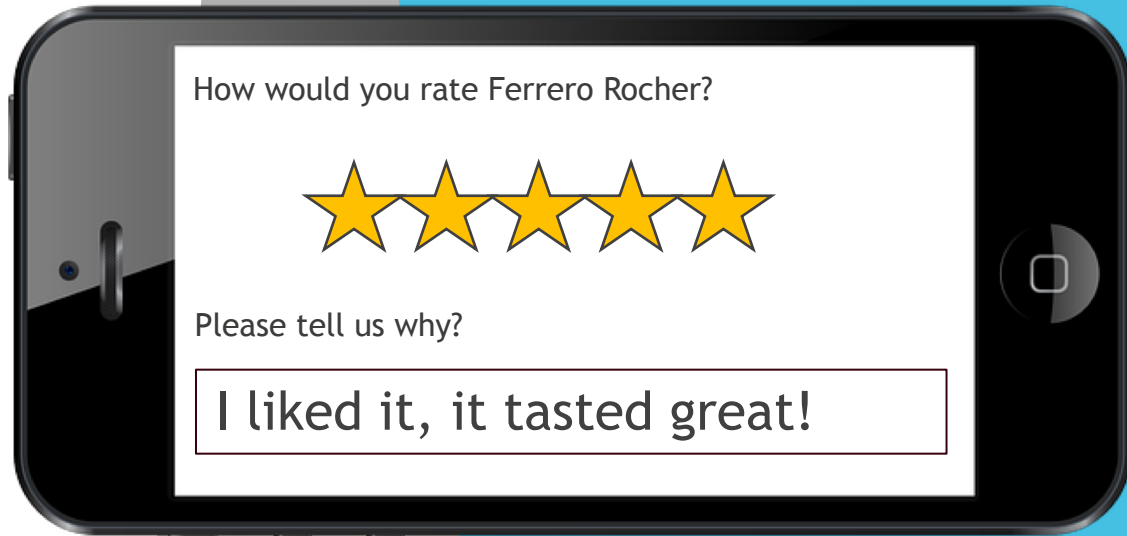 How would you rate Ferrero Rocher?
Please tell us why?
I liked it, it tasted great!